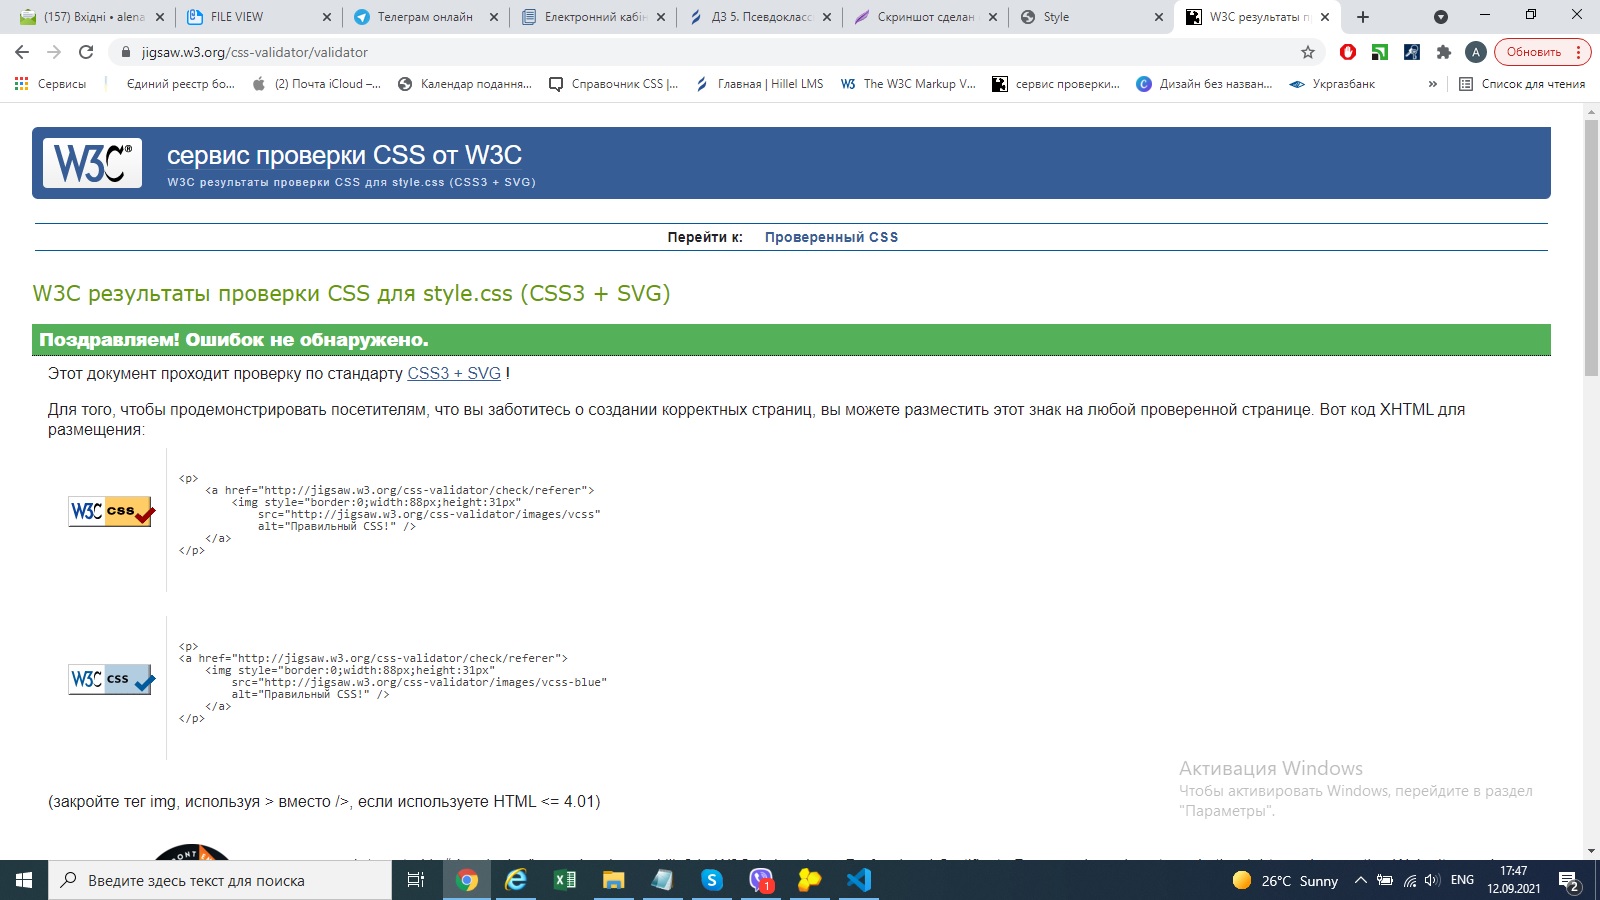 (157) Вхідні • alena
FILE VIEW
Телеграм онлайн
Електронний кабін
ДЗ 5. Псевдокласс
Скриншот сделан
Style
W3C результаты п
jigsaw.w3.org/css-validator/validator
A
Обновить
Сервисы
Єдиний реєстр бо...
(2) Почта iCloud –...
Календар подання...
Справочник CSS |...
Главная | Hillel LMS
W3 The W3C Markup V...
сервис проверки...
Дизайн без назван...
Укргазбанк
»
Список для чтения
W3C®
сервис проверки CSS от W3C
W3C результаты проверки CSS для style.css (CSS3 + SVG)
Перейти к: Проверенный CSS
W3C результаты проверки CSS для style.css (CSS3 + SVG)
Поздравляем! Ошибок не обнаружено.
Этот документ проходит проверку по стандарту CSS3 + SVG !
Для того, чтобы продемонстрировать посетителям, что вы заботитесь о создании корректных страниц, вы можете разместить этот знак на любой проверенной странице. Вот код XHTML для
размещения:
W3C css
<p>
<a href="http://jigsaw.w3.org/css-validator/check/referer">
<img style="border:0;width:88px;height:31px"
src="http://jigsaw.w3.org/css-validator/images/vcss"
alt="Правильный CSS!" />
</a>
</p>
W3C css
<p>
<a href="http://jigsaw.w3.org/css-validator/check/referer">
<img style="border:0;width:88px;height:31px"
src="http://jigsaw.w3.org/css-validator/images/vcss-blue"
alt="Правильный CSS!" />
</a>
</p>
(закройте тег img, используя > вместо />, если используете HTML <= 4.01)
Активация Windows
Чтобы активировать Windows, перейдите в раздел
"Параметры".
Введите здесь текст для поиска
1
26°C Sunny
ENG
17:47
12.09.2021
2